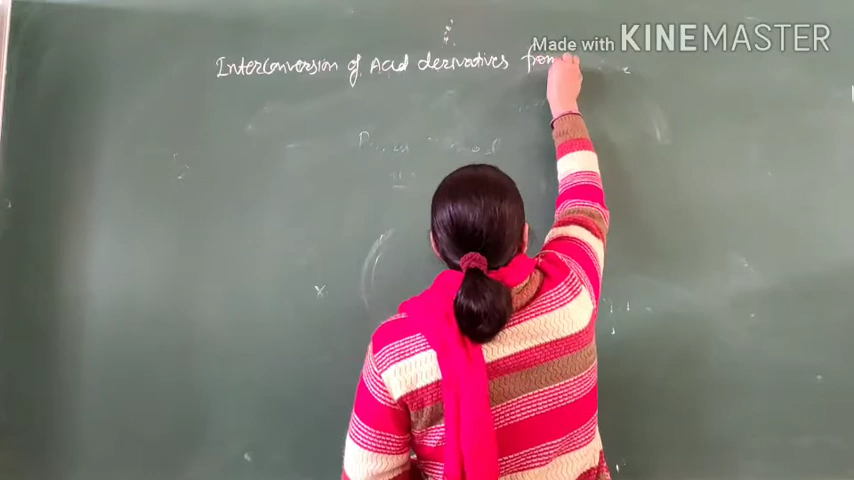 Made with KINEMASTER
Interconversion of Acid derivatives from